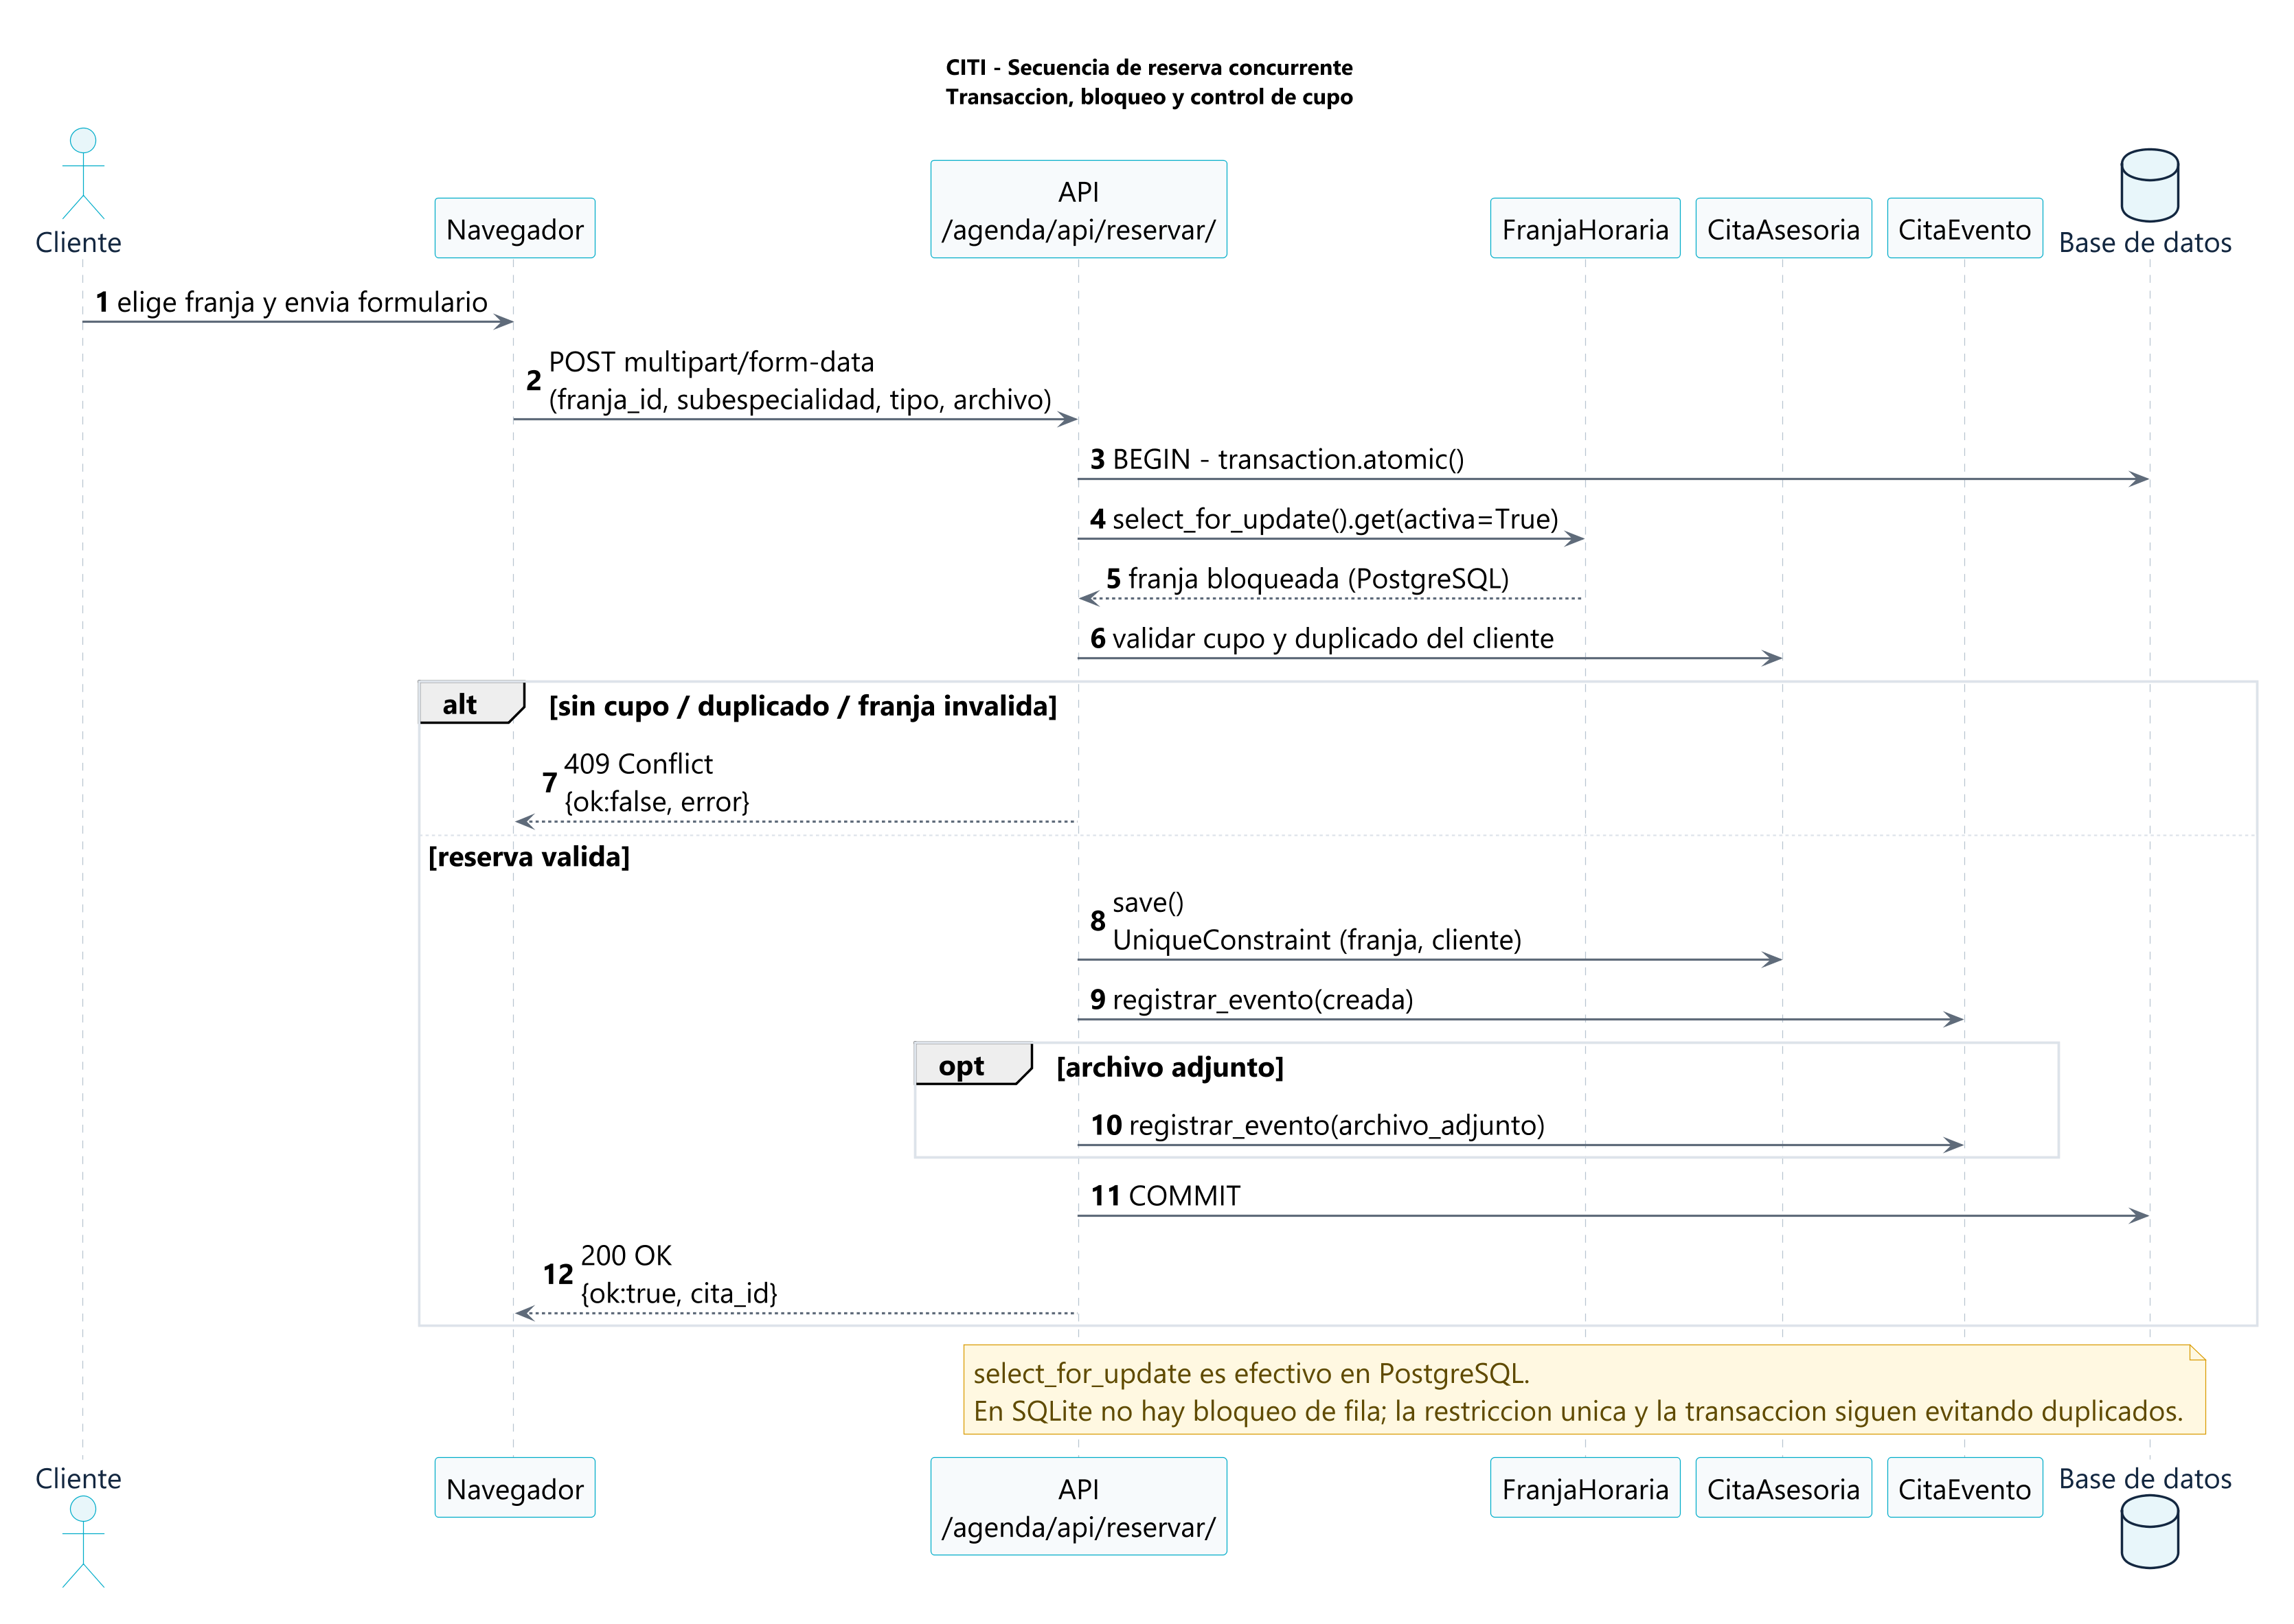 CITI - Secuencia de reserva concurrente
Transaccion, bloqueo y control de cupo
Cliente
Navegador
API
/agenda/api/reservar/
FranjaHoraria
CitaAsesoria
CitaEvento
Base de datos
1 elige franja y envia formulario
2 POST multipart/form-data
(franja_id, subespecialidad, tipo, archivo)
3 BEGIN - transaction.atomic()
4 select_for_update().get(activa=True)
5 franja bloqueada (PostgreSQL)
6 validar cupo y duplicado del cliente
alt [sin cupo / duplicado / franja invalida]
7 409 Conflict
{ok:false, error}
[reserva valida]
8 save()
UniqueConstraint (franja, cliente)
9 registrar_evento(creada)
opt [archivo adjunto]
10 registrar_evento(archivo_adjunto)
11 COMMIT
12 200 OK
{ok:true, cita_id}
select_for_update es efectivo en PostgreSQL.
En SQLite no hay bloqueo de fila; la restriccion unica y la transaccion siguen evitando duplicados.
Cliente
Navegador
API
/agenda/api/reservar/
FranjaHoraria
CitaAsesoria
CitaEvento
Base de datos